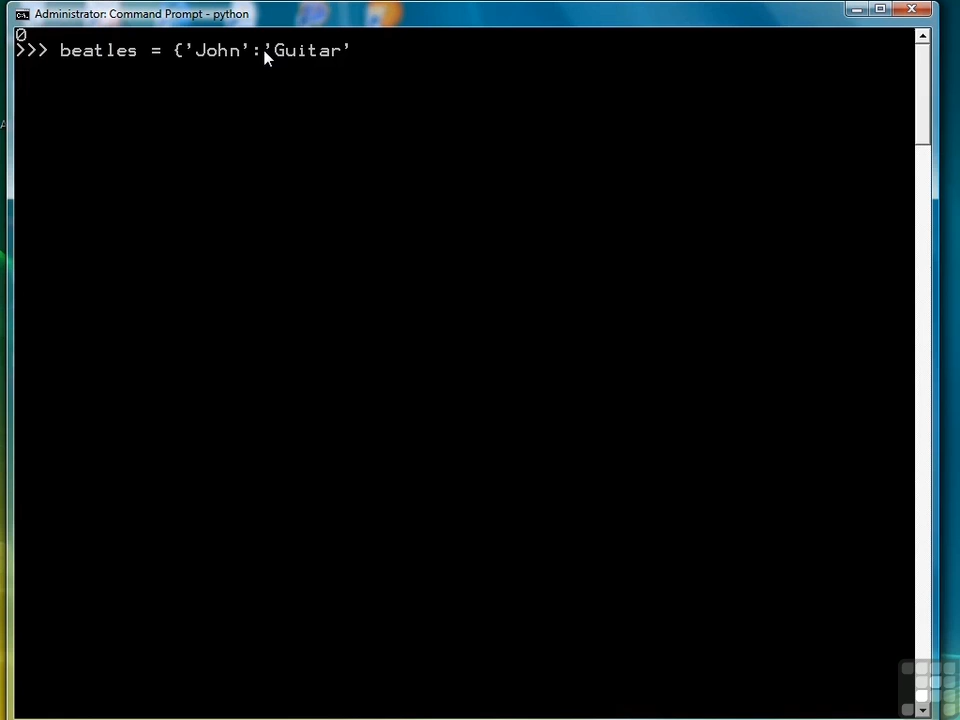 Administrator: Command Prompt - python
0
>>> beatles = {'John':'Guitar'